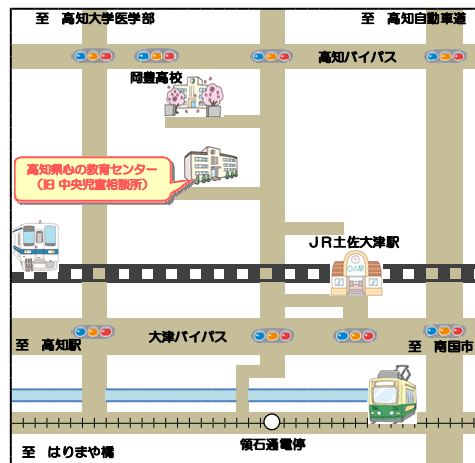 至 高知大学医学部
至 高知自動車道
高知バイパス
岡豊高校
高知県心の教育センター
（旧 中央児童相談所）
ＪＲ土佐大津駅
大津バイパス
至 高知駅
至 南国市
領石通電停
至 はりまや橋